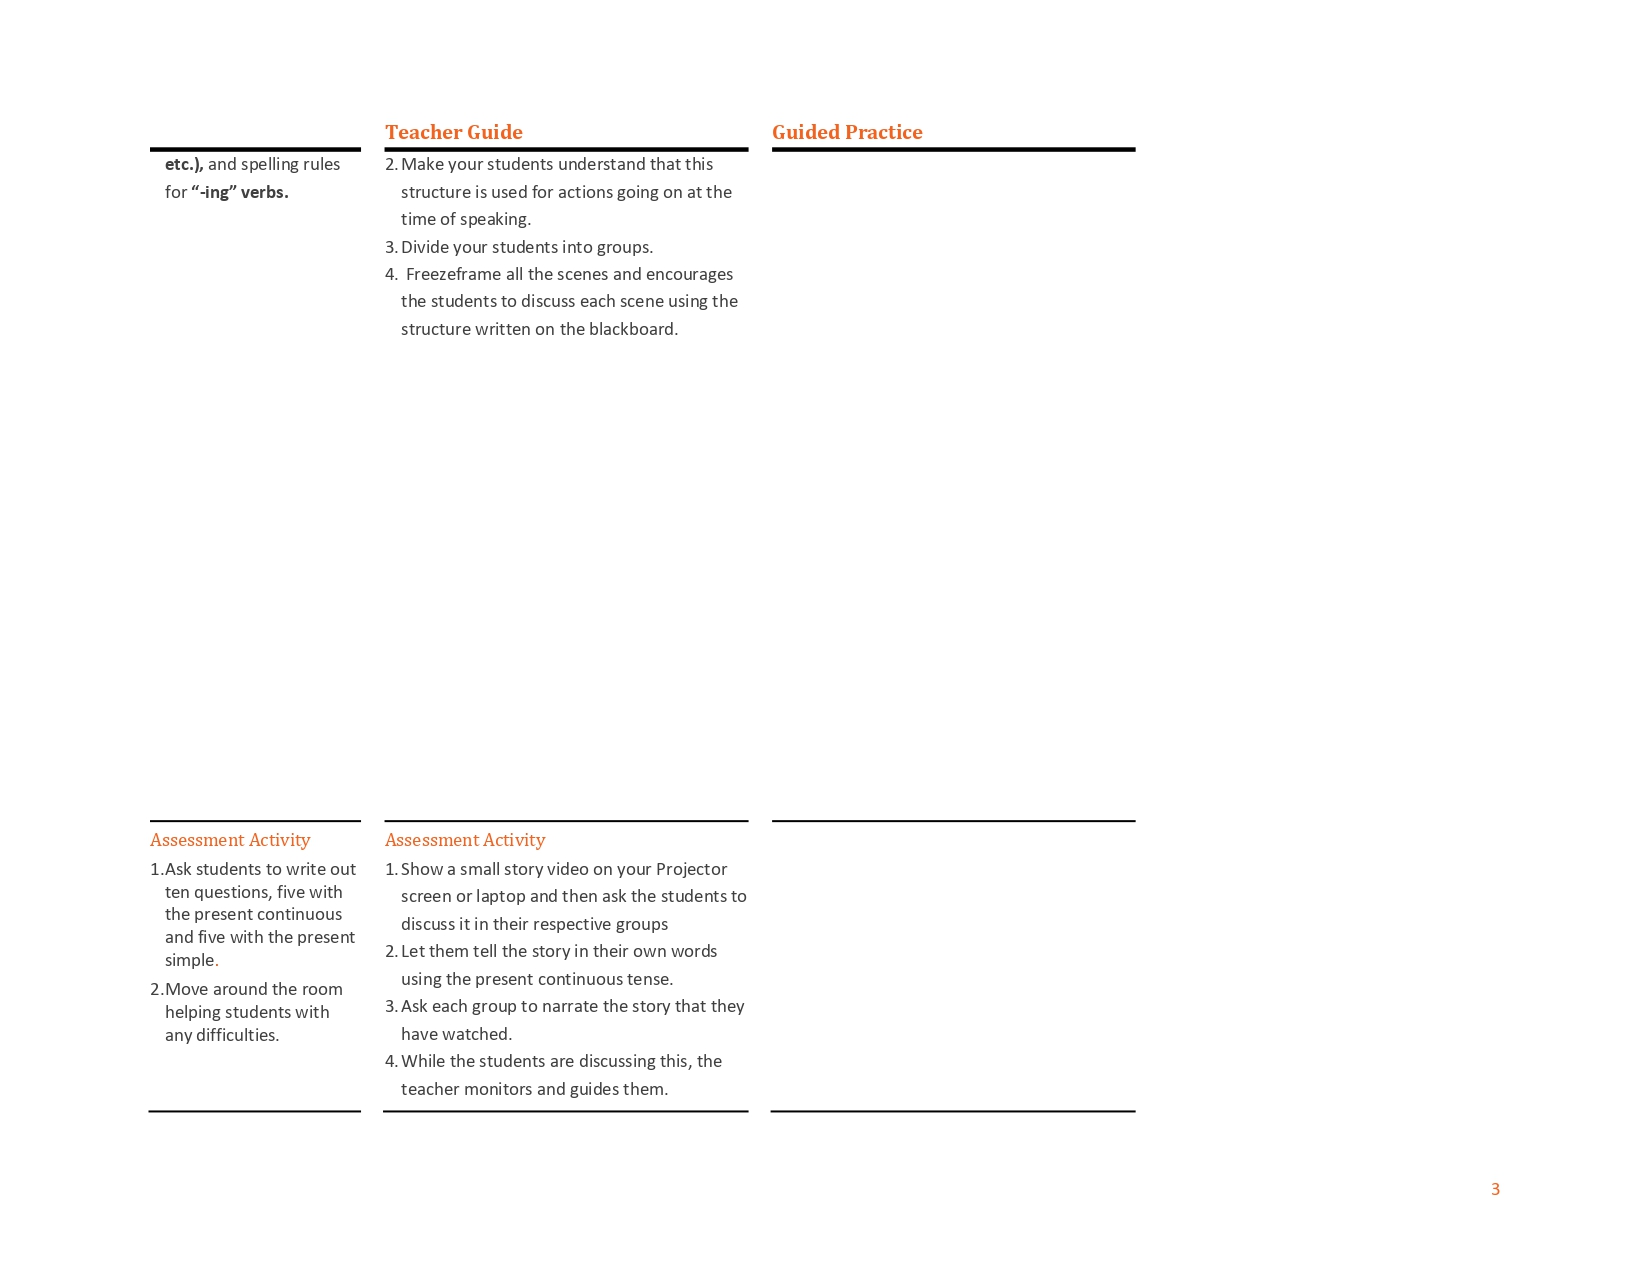 Teacher Guide
Guided Practice
etc.), and spelling rules
for “-ing” verbs.
2. Make your students understand that this
structure is used for actions going on at the
time of speaking.
3. Divide your students into groups.
4. Freezeframe all the scenes and encourages
the students to discuss each scene using the
structure written on the blackboard.
Assessment Activity
1. Ask students to write out
ten questions, five with
the present continuous
and five with the present
simple.
2. Move around the room
helping students with
any difficulties.
Assessment Activity
1. Show a small story video on your Projector
screen or laptop and then ask the students to
discuss it in their respective groups
2. Let them tell the story in their own words
using the present continuous tense.
3. Ask each group to narrate the story that they
have watched.
4. While the students are discussing this, the
teacher monitors and guides them.
3